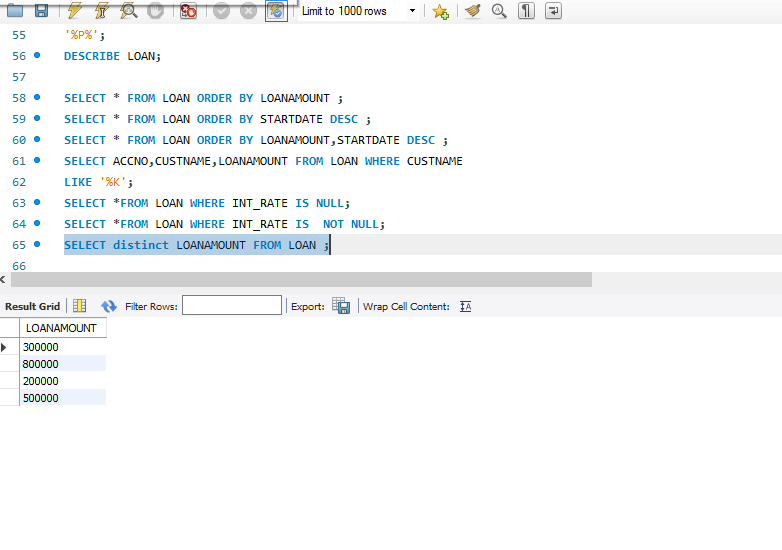 Limit to 1000 rows
55 '%P%';
56 DESCRIBE LOAN;
57
58 SELECT * FROM LOAN ORDER BY LOANAMOUNT ;
59 SELECT * FROM LOAN ORDER BY STARTDATE DESC ;
60 SELECT * FROM LOAN ORDER BY LOANAMOUNT,STARTDATE DESC ;
61 SELECT ACCNO,CUSTNAME,LOANAMOUNT FROM LOAN WHERE CUSTNAME
62 LIKE '%K';
63 SELECT *FROM LOAN WHERE INT_RATE IS NULL;
64 SELECT *FROM LOAN WHERE INT_RATE IS  NOT NULL;
65 SELECT distinct LOANAMOUNT FROM LOAN ;
66
Result Grid Filter Rows: Export: Wrap Cell Content: IA
LOANAMOUNT
300000
800000
200000
500000